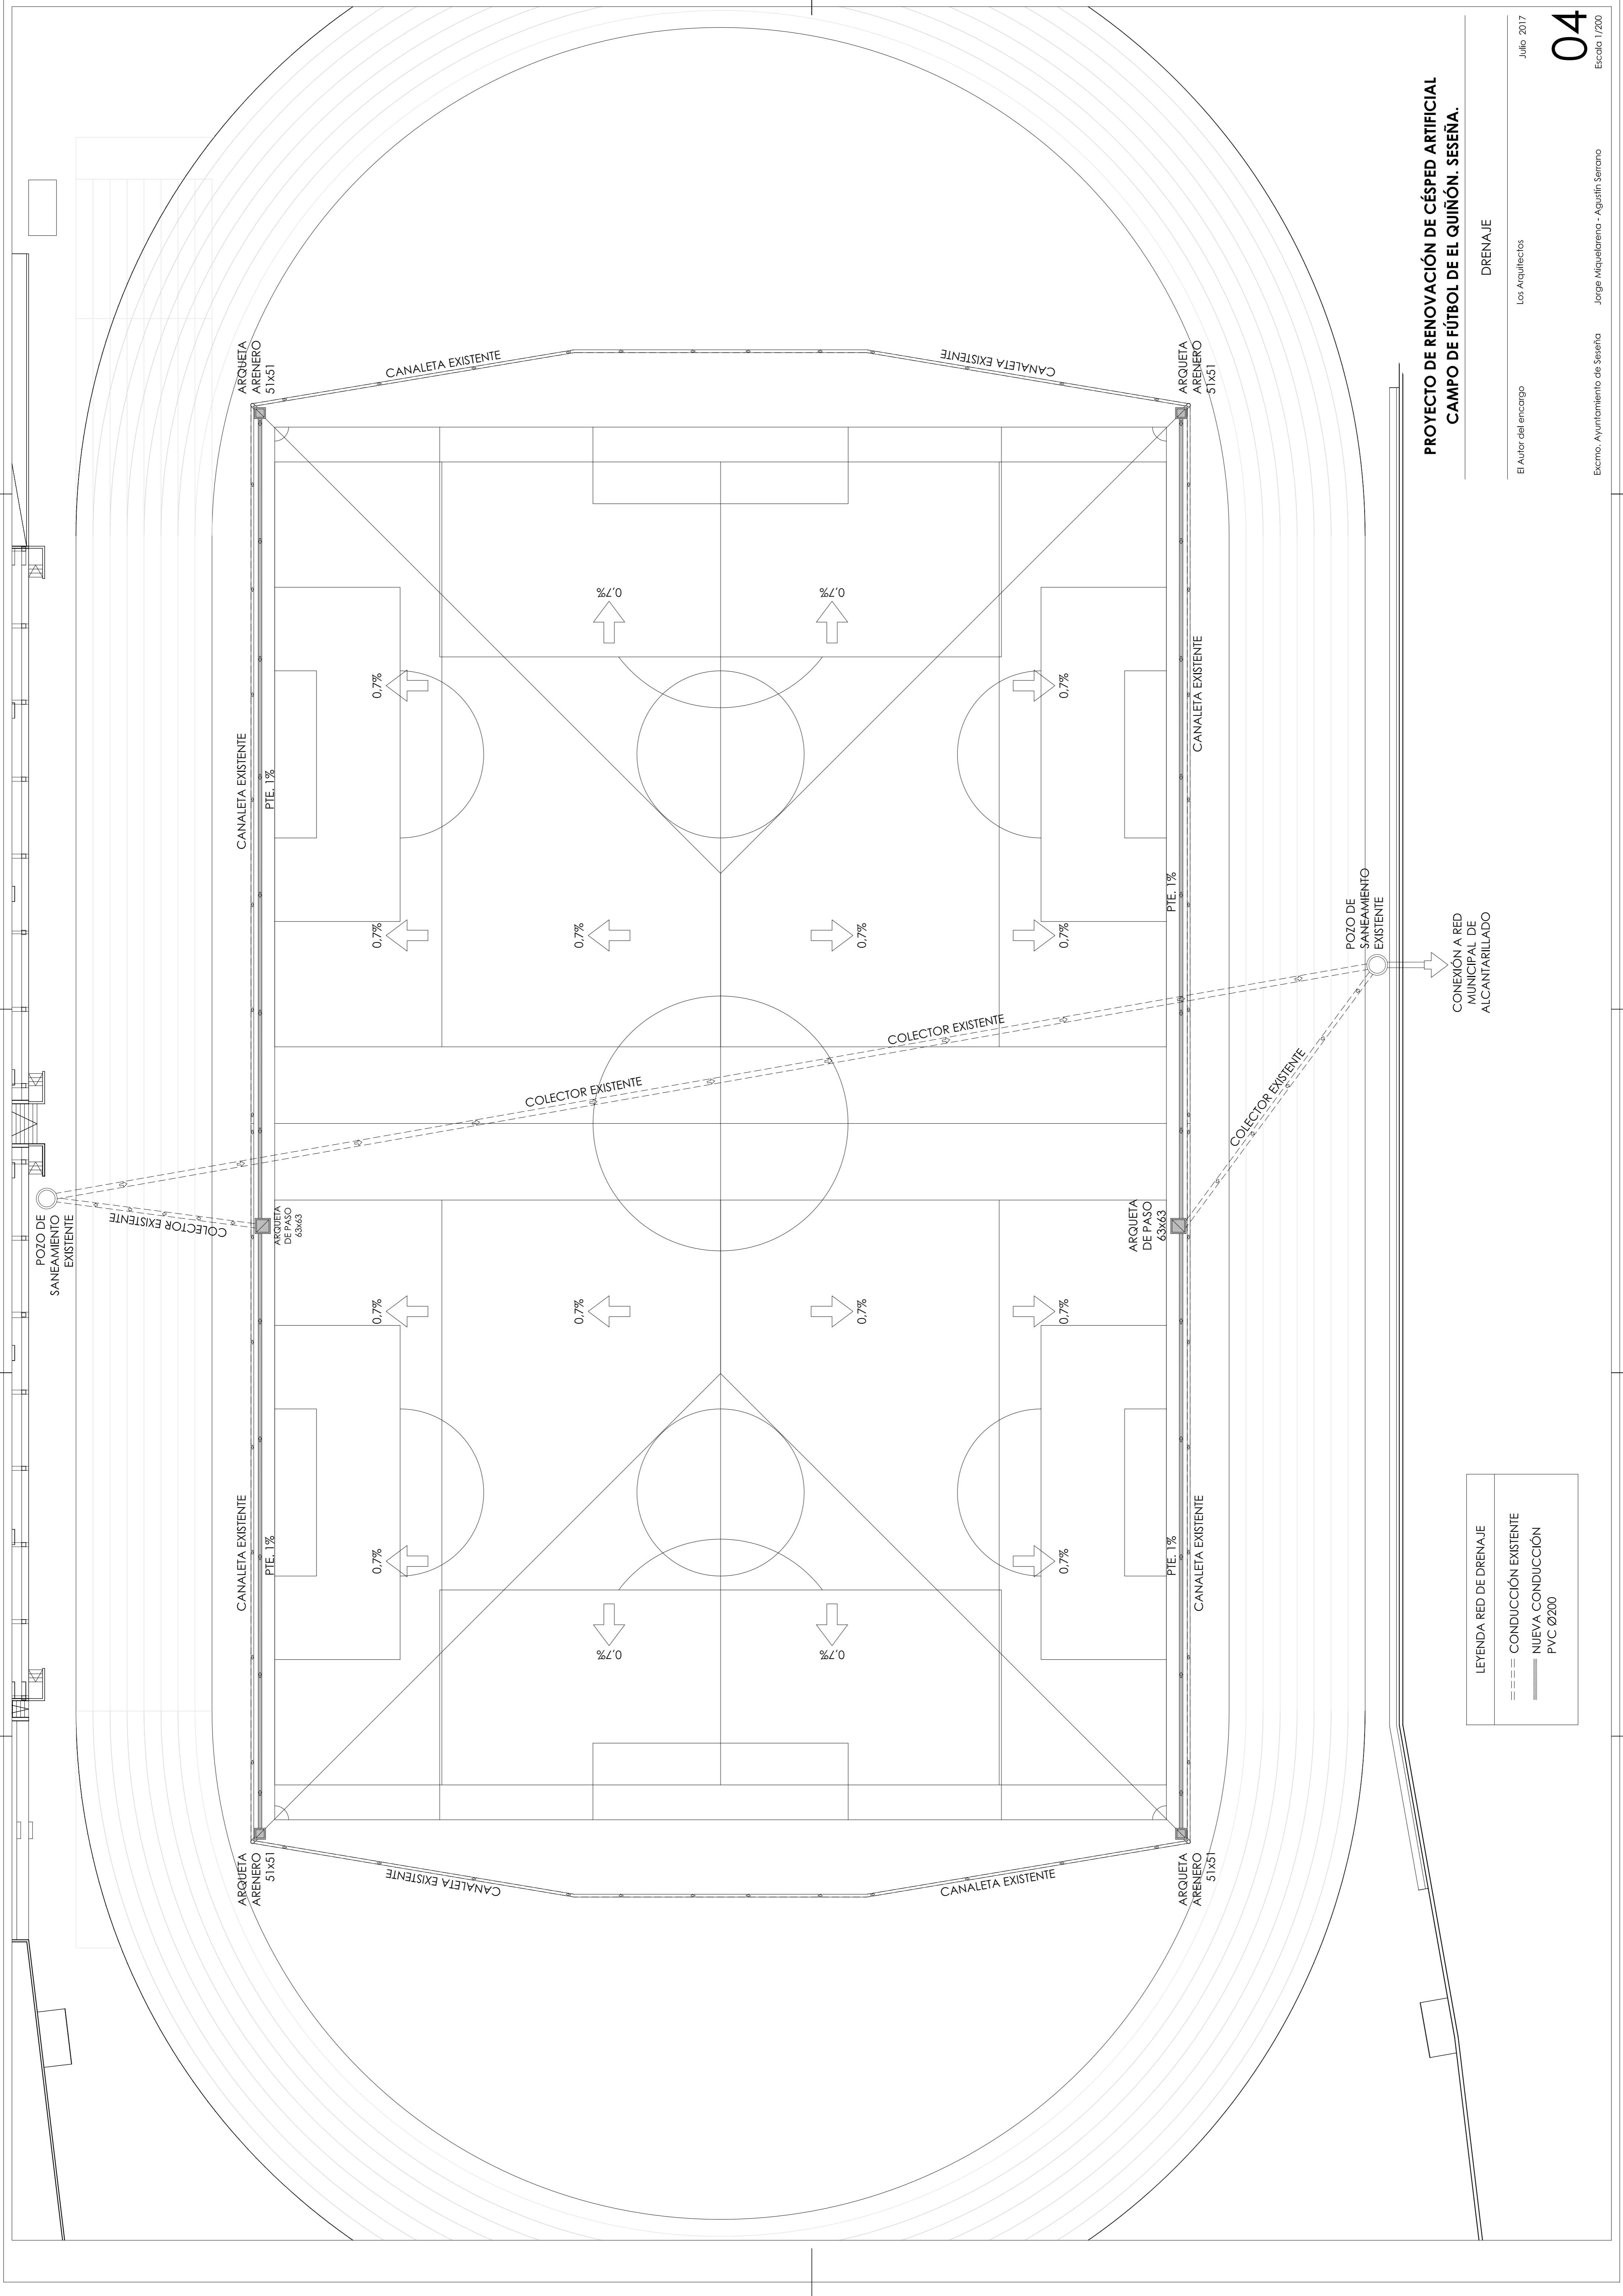 PROYECTO DE RENOVACIÓN DE CÉSPED ARTIFICIAL
CAMPO DE FÚTBOL DE EL QUIÑÓN. SESEÑA.
DRENAJE
El Autor del encargo
Los Arquitectos
Julio 2017
04
Excmo. Ayuntamiento de Seseña
Jorge Miquelarena - Agustín Serrano
Escala 1/200
POZO DE
SANEAMIENTO
EXISTENTE
COLECTOR EXISTENTE
ARQUETA
ARENERO
51x51
CANALETA EXISTENTE
PTE. 1%
ARQUETA
DE PASO
63x63
CANALETA EXISTENTE
PTE. 1%
ARQUETA
ARENERO
51x51
CANALETA EXISTENTE
CANALETA EXISTENTE
0,7%
0,7%
0,7%
0,7%
0,7%
0,7%
0,7%
0,7%
COLECTOR EXISTENTE
COLECTOR EXISTENTE
0,7%
0,7%
0,7%
0,7%
0,7%
0,7%
0,7%
0,7%
CANALETA EXISTENTE
CANALETA EXISTENTE
ARQUETA
ARENERO
51x51
PTE. 1%
CANALETA EXISTENTE
ARQUETA
DE PASO
63x63
PTE. 1%
CANALETA EXISTENTE
ARQUETA
ARENERO
51x51
COLECTOR EXISTENTE
POZO DE
SANEAMIENTO
EXISTENTE
CONEXIÓN A RED
MUNICIPAL DE
ALCANTARILLADO
LEYENDA RED DE DRENAJE
CONDUCCIÓN EXISTENTE
NUEVA CONDUCCIÓN
PVC Ø200